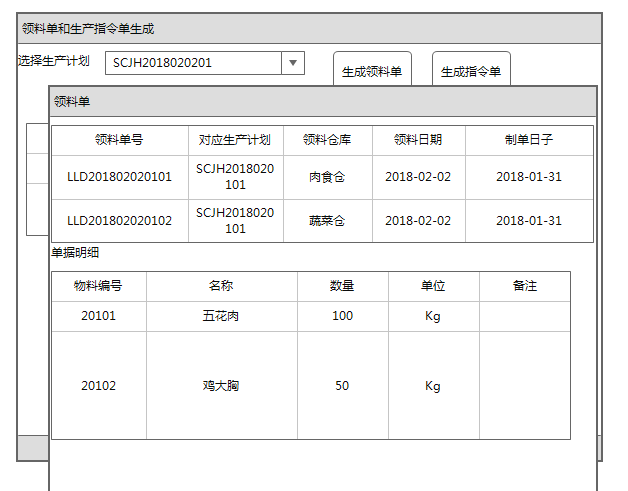 领料单和生产指令单生成
选择生产计划 SCJH2018020201 生成领料单 生成指令单
领料单
领料单号 对应生产计划 领料仓库 领料日期 制单日子
LLD201802020101 SCJH2018020101 肉食仓 2018-02-02 2018-01-31
LLD201802020102 SCJH2018020101 蔬菜仓 2018-02-02 2018-01-31
单据明细
物料编号 名称 数量 单位 备注
20101 五花肉 100 Kg
20102 鸡大胸 50 Kg